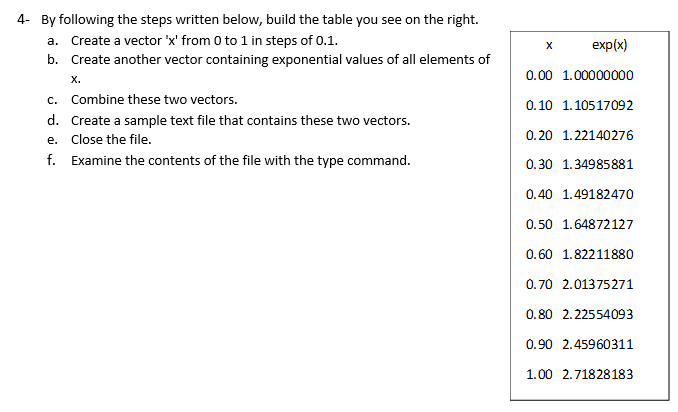 4- By following the steps written below, build the table you see on the right.
a. Create a vector 'x' from 0 to 1 in steps of 0.1.
b. Create another vector containing exponential values of all elements of
x.
c. Combine these two vectors.
d. Create a sample text file that contains these two vectors.
e. Close the file.
f. Examine the contents of the file with the type command.
x exp(x)
0.00 1.00000000
0.10 1.10517092
0.20 1.22140276
0.30 1.34985881
0.40 1.49182470
0.50 1.64872127
0.60 1.82211880
0.70 2.01375271
0.80 2.22554093
0.90 2.45960311
1.00 2.71828183